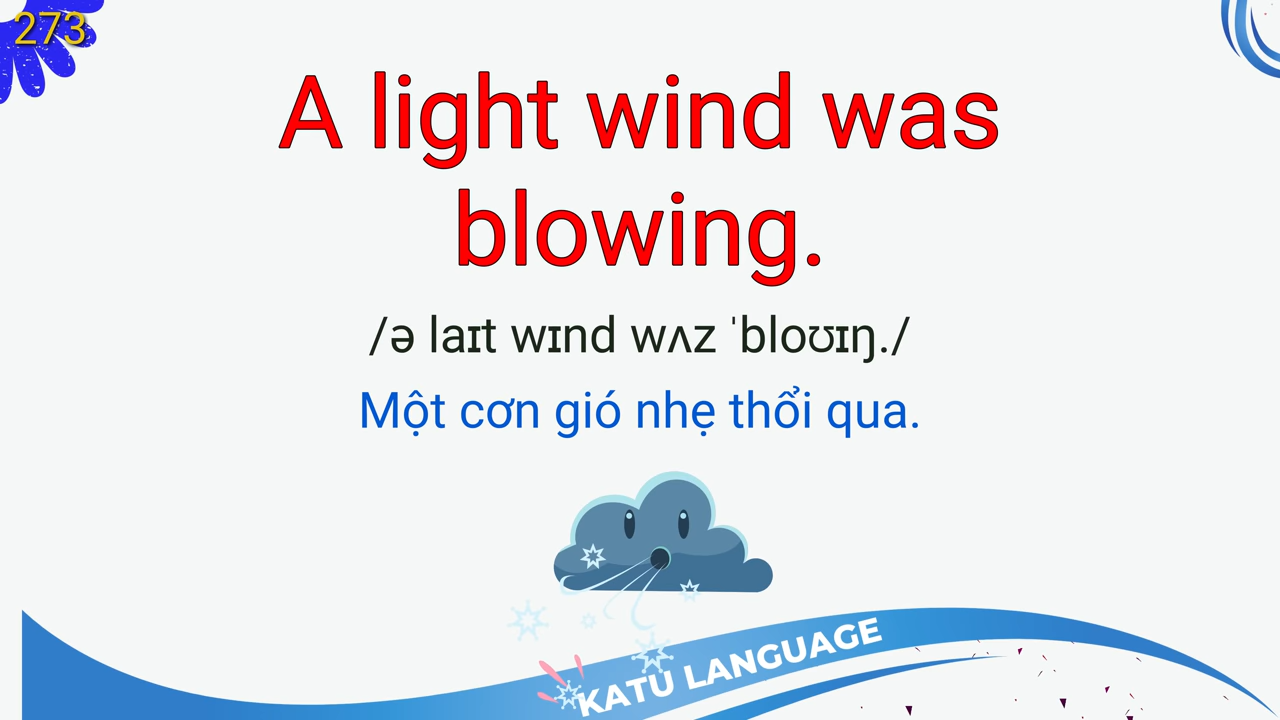 273
A light wind was
blowing.
/ə laɪt wɪnd wʌz ˈbloʊɪŋ./
Một cơn gió nhẹ thổi qua.
KATU LANGUAGE